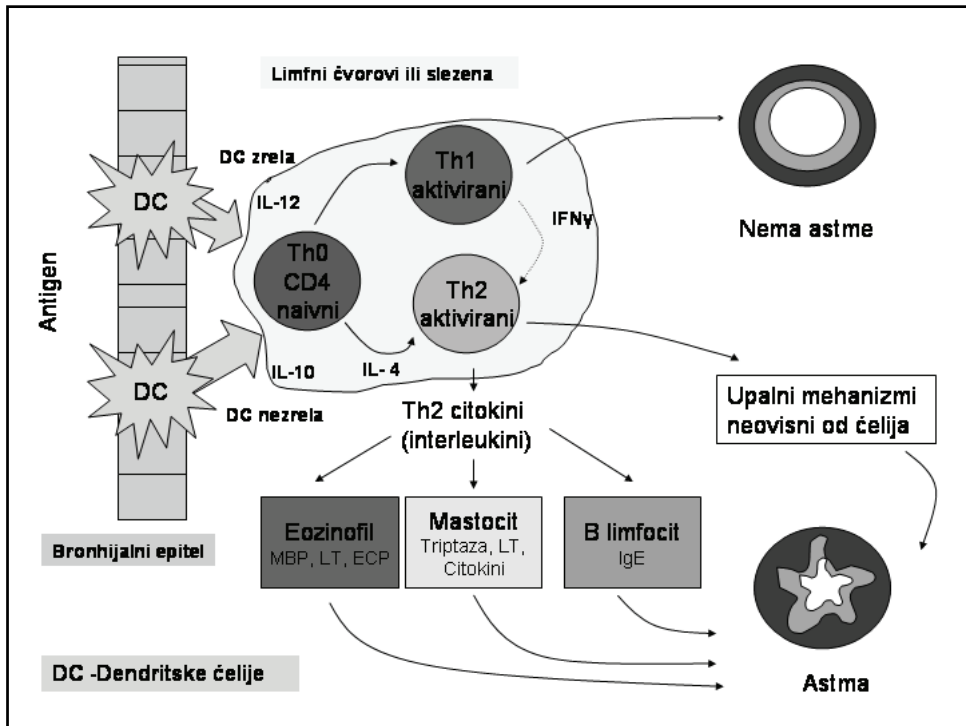 Limfni čvorovi ili slezena
Antigen
DC
DC zrela
IL-12
Th1
aktivirani
IFNγ
Nema astme
Th0
CD4
naivni
Th2
aktivirani
DC
DC nezrela
IL-10
IL- 4
Th2 citokini
(interleukini)
Upalni mehanizmi
neovisni od ćelija
Bronhijalni epitel
Eozinofil
MBP, LT, ECP
Mastocit
Triptaza, LT,
Citokini
B limfocit
IgE
DC -Dendritske ćelije
Astma